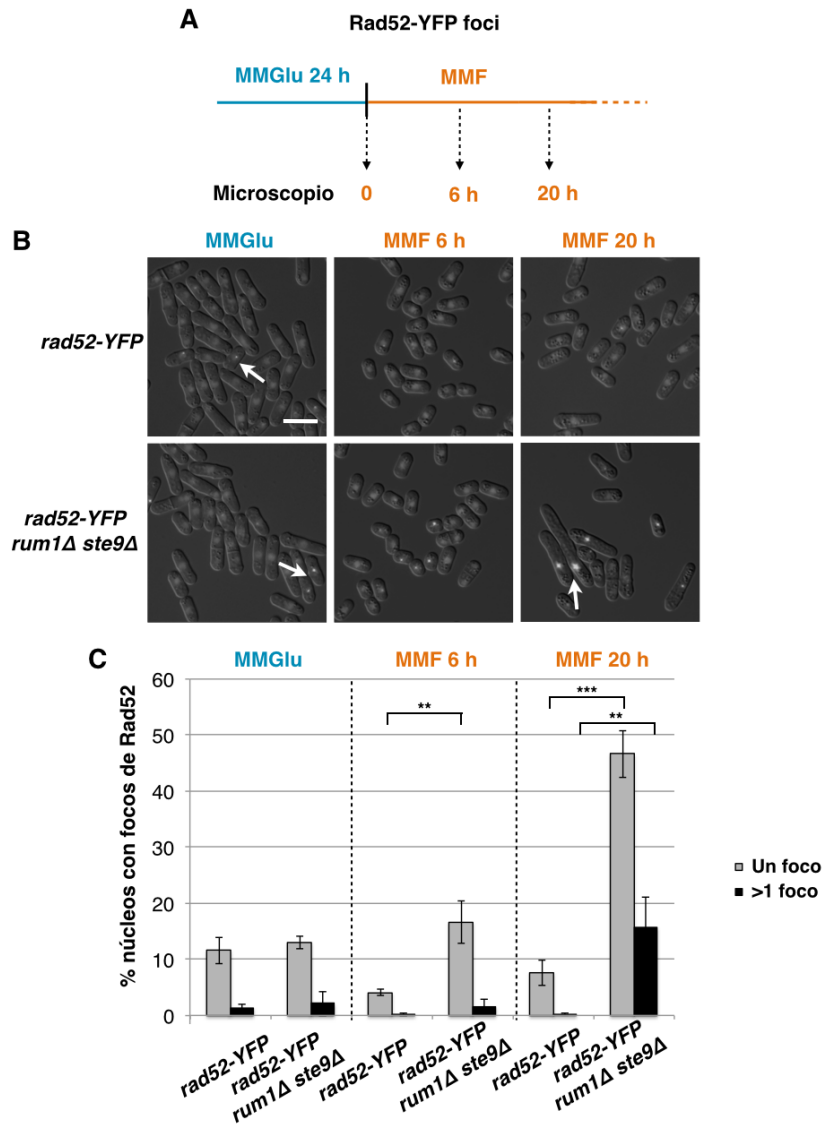 A
Rad52-YFP foci
MMGlu 24 h
MMF
Microscopio
0
6 h
20 h
B
MMGlu
MMF 6 h
MMF 20 h
rad52-YFP
rad52-YFP
rum1Δ ste9Δ
C
MMGlu
MMF 6 h
MMF 20 h
% núcleos con focos de Rad52
60
50
40
30
20
10
0
**
***
**
Un foco
>1 foco
rad52-YFP
rad52-YFP
rum1Δ ste9Δ
rad52-YFP
rad52-YFP
rum1Δ ste9Δ
rad52-YFP
rad52-YFP
rum1Δ ste9Δ